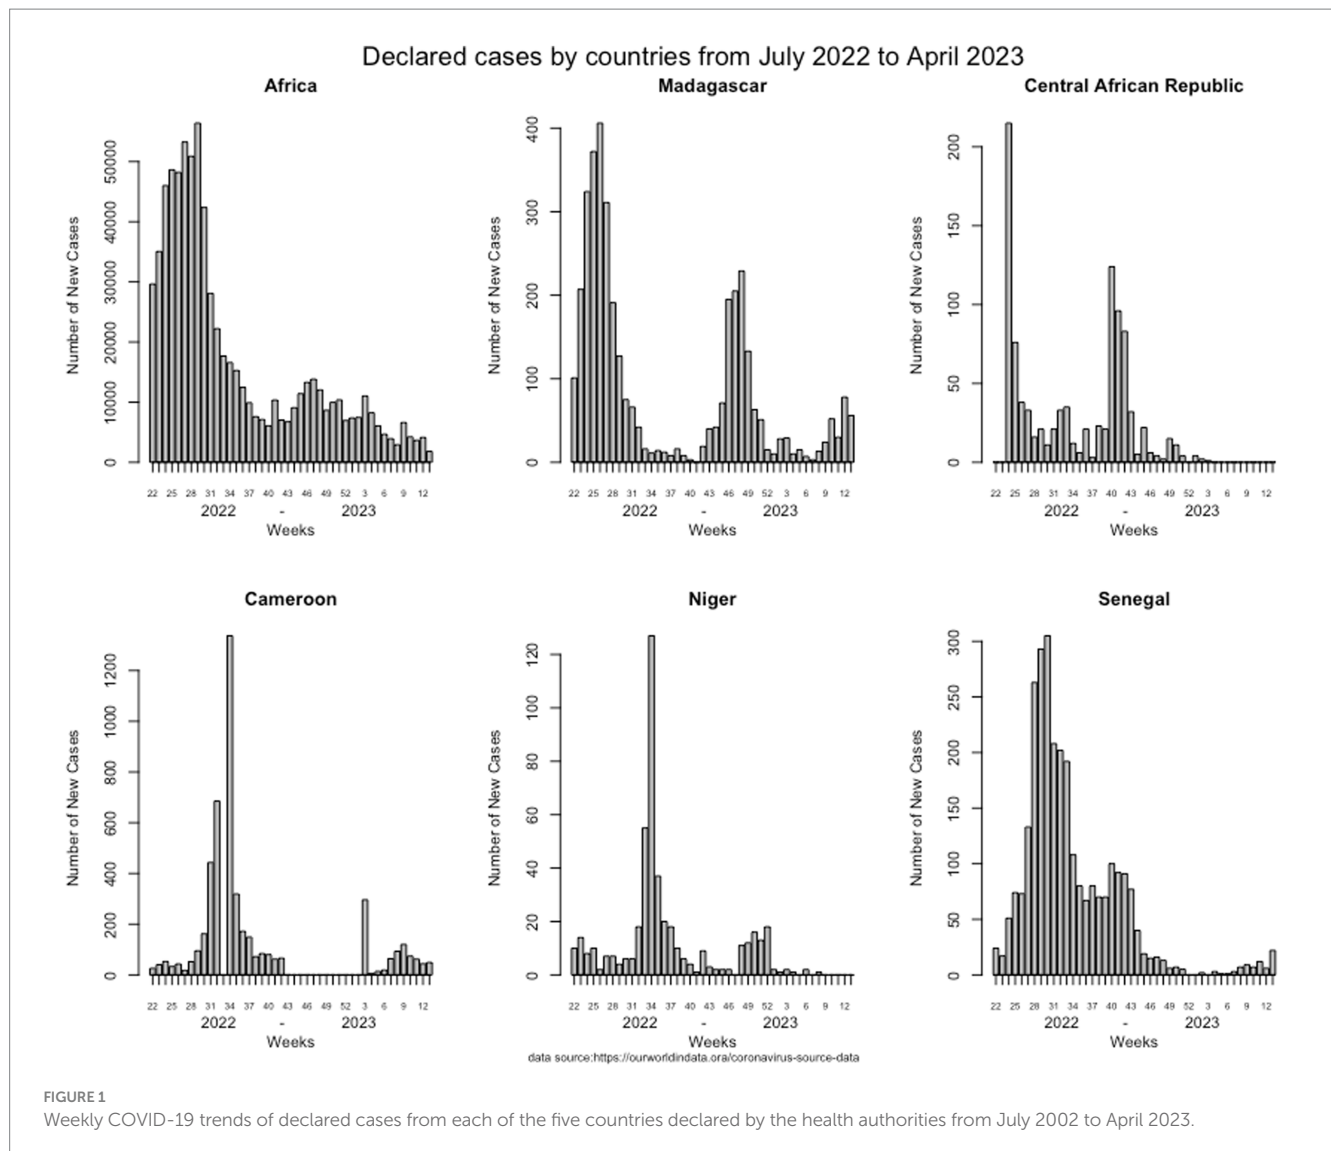 Declared cases by countries from July 2022 to April 2023
Africa
Number of New Cases
0 10000 20000 30000 40000 50000
22 25 28 31 34 37 40 43 46 49 52 3 6 9 12
2022 - 2023
Weeks
Madagascar
Number of New Cases
0 100 200 300 400
22 25 28 31 34 37 40 43 46 49 52 3 6 9 12
2022 - 2023
Weeks
Central African Republic
Number of New Cases
0 50 100 150 200
22 25 28 31 34 37 40 43 46 49 52 3 6 9 12
2022 - 2023
Weeks
Cameroon
Number of New Cases
0 200 400 600 800 1000 1200
22 25 28 31 34 37 40 43 46 49 52 3 6 9 12
2022 - 2023
Weeks
Niger
Number of New Cases
0 20 40 60 80 100 120
22 25 28 31 34 37 40 43 46 49 52 3 6 9 12
2022 - 2023
Weeks
data source:https://ourworldindata.ora/coronavirus-source-data
Senegal
Number of New Cases
0 50 100 150 200 250 300
22 25 28 31 34 37 40 43 46 49 52 3 6 9 12
2022 - 2023
Weeks
FIGURE 1
Weekly COVID-19 trends of declared cases from each of the five countries declared by the health authorities from July 2002 to April 2023.